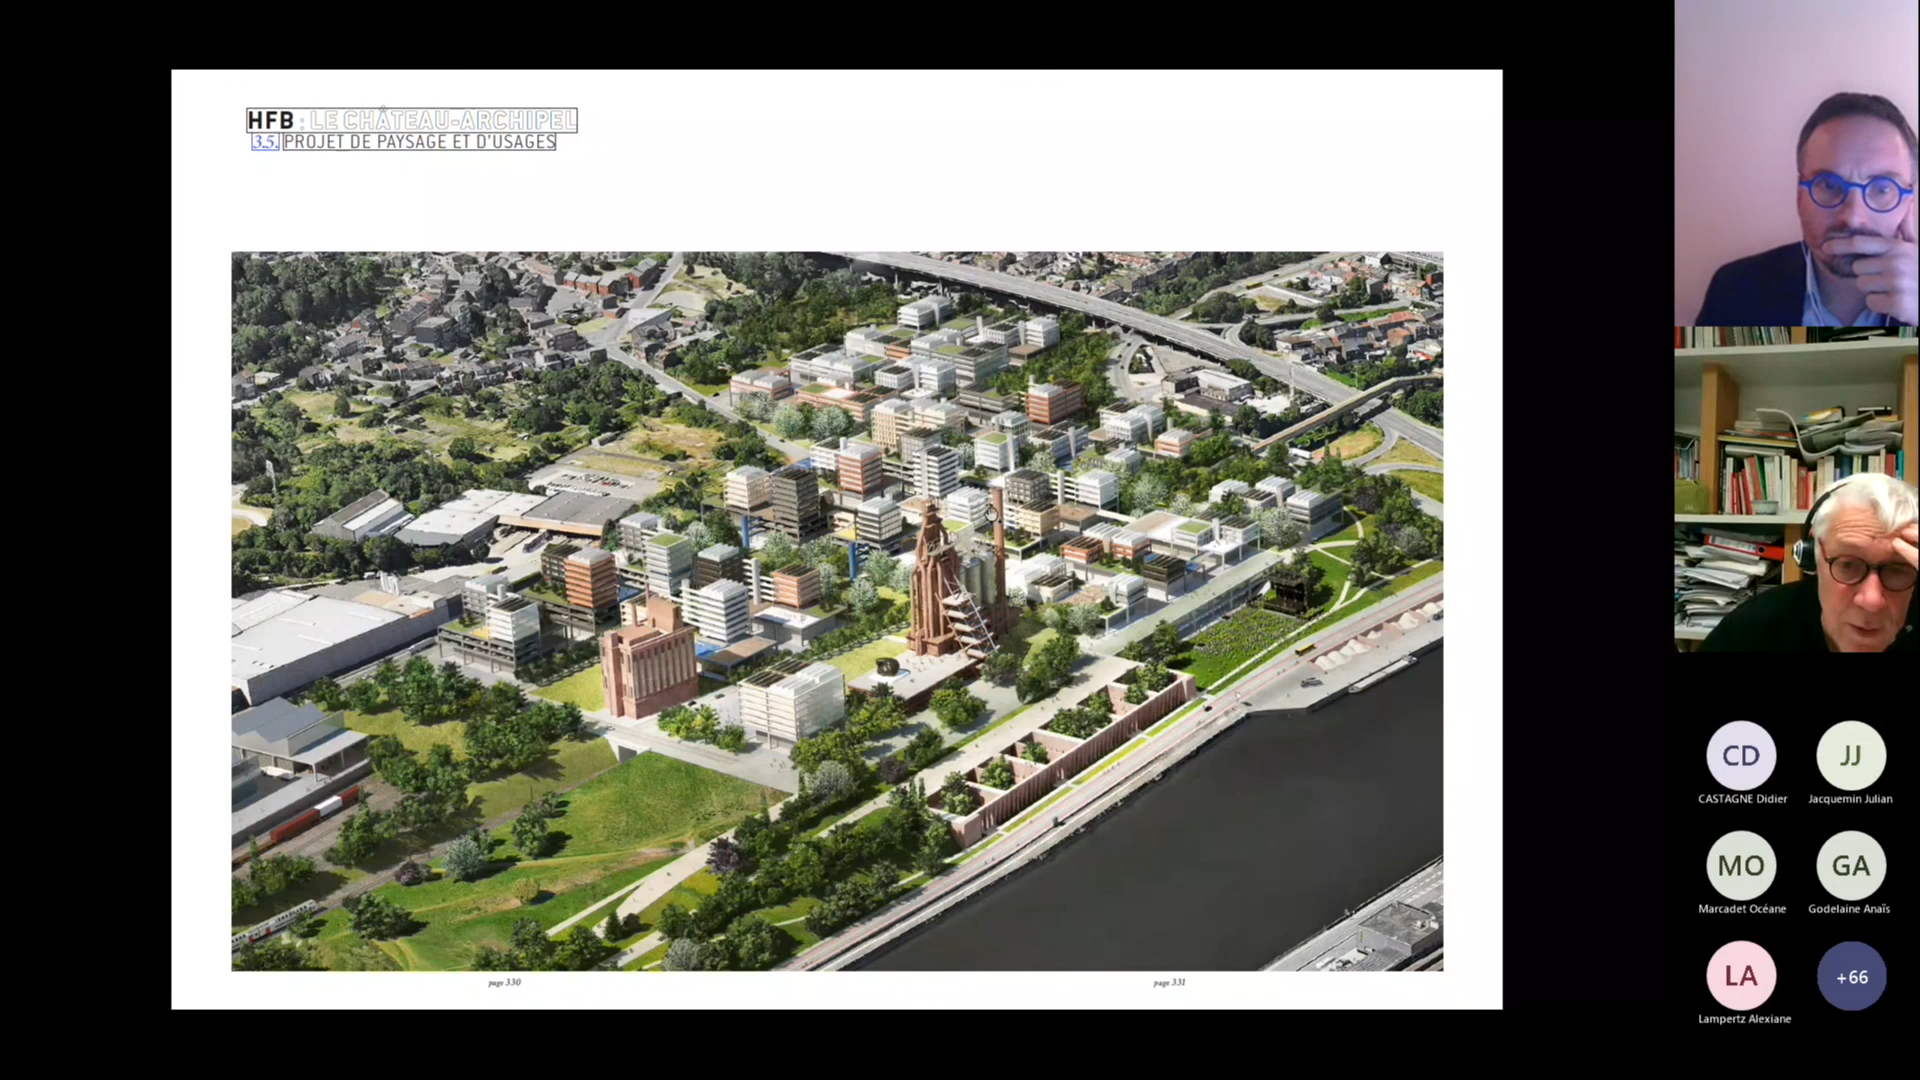 HFB : LE CHÂTEAU-ARCHIPEL
3.5. PROJET DE PAYSAGE ET D'USAGES
page 330
page 331
CD
CASTAGNE Didier
JJ
Jacquemin Julian
MO
Marcadet Océane
GA
Godelaine Anaïs
LA
Lampertz Alexiane
+66